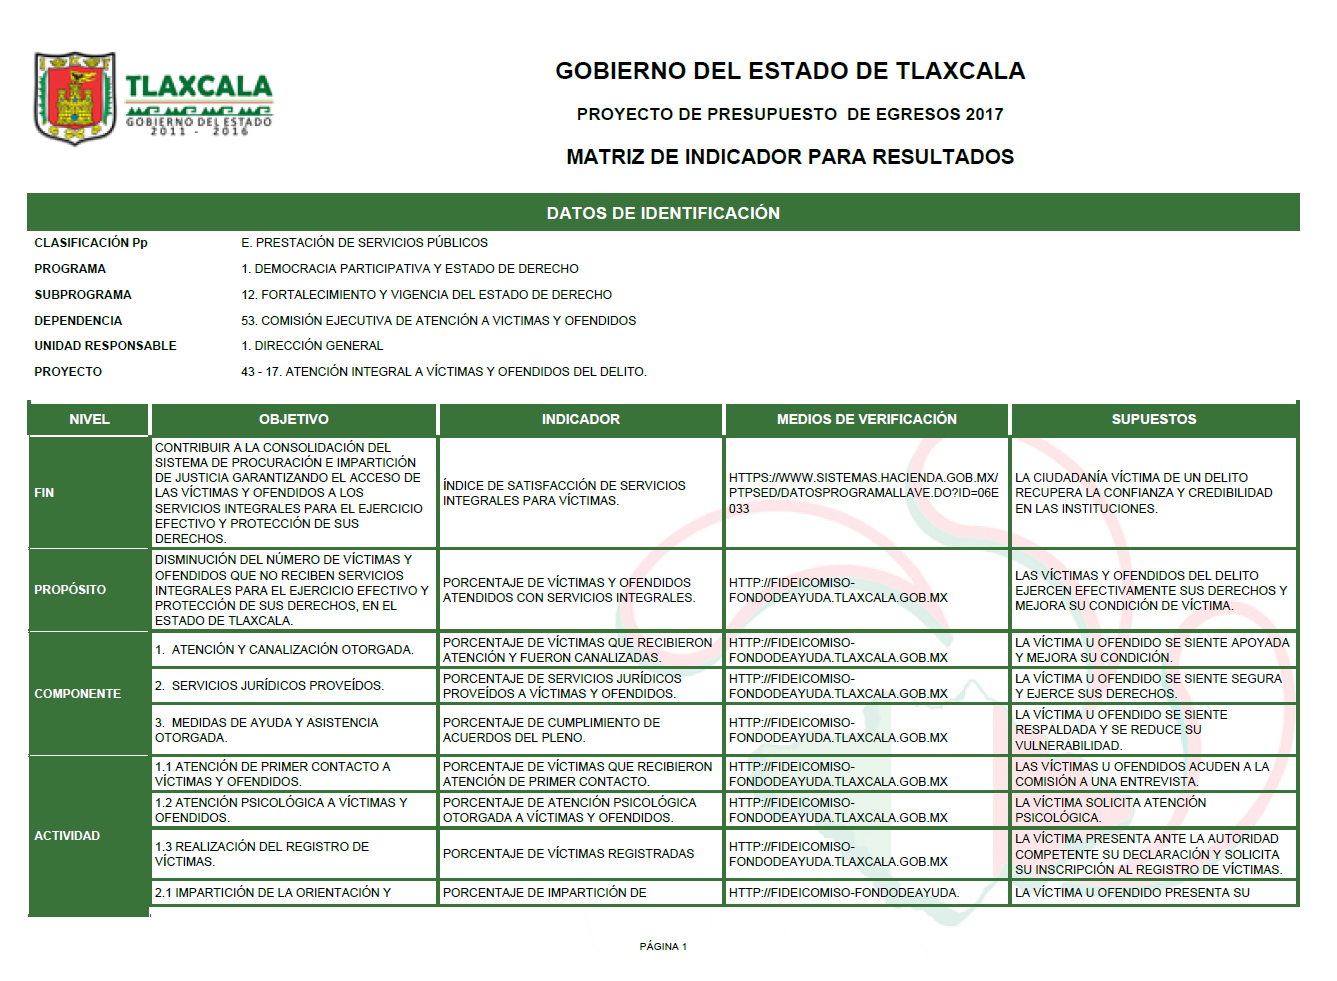 TLAXCALA
GOBIERNO DEL ESTADO
2011 - 2016
GOBIERNO DEL ESTADO DE TLAXCALA
PROYECTO DE PRESUPUESTO  DE EGRESOS 2017
MATRIZ DE INDICADOR PARA RESULTADOS
DATOS DE IDENTIFICACIÓN
CLASIFICACIÓN Pp E. PRESTACIÓN DE SERVICIOS PÚBLICOS
PROGRAMA 1. DEMOCRACIA PARTICIPATIVA Y ESTADO DE DERECHO
SUBPROGRAMA 12. FORTALECIMIENTO Y VIGENCIA DEL ESTADO DE DERECHO
DEPENDENCIA 53. COMISIÓN EJECUTIVA DE ATENCIÓN A VICTIMAS Y OFENDIDOS
UNIDAD RESPONSABLE 1. DIRECCIÓN GENERAL
PROYECTO 43 - 17. ATENCIÓN INTEGRAL A VÍCTIMAS Y OFENDIDOS DEL DELITO.
NIVEL OBJETIVO INDICADOR MEDIOS DE VERIFICACIÓN SUPUESTOS
FIN
CONTRIBUIR A LA CONSOLIDACIÓN DEL
SISTEMA DE PROCURACIÓN E IMPARTICIÓN
DE JUSTICIA GARANTIZANDO EL ACCESO DE
LAS VÍCTIMAS Y OFENDIDOS A LOS
SERVICIOS INTEGRALES PARA EL EJERCICIO
EFECTIVO Y PROTECCIÓN DE SUS
DERECHOS.
ÍNDICE DE SATISFACCIÓN DE SERVICIOS
INTEGRALES PARA VÍCTIMAS.
HTTPS://WWW.SISTEMAS.HACIENDA.GOB.MX/
PTPSED/DATOSPROGRAMALLAVE.DO?ID=06E
033
LA CIUDADANÍA VÍCTIMA DE UN DELITO
RECUPERA LA CONFIANZA Y CREDIBILIDAD
EN LAS INSTITUCIONES.
PROPÓSITO
DISMINUCIÓN DEL NÚMERO DE VÍCTIMAS Y
OFENDIDOS QUE NO RECIBEN SERVICIOS
INTEGRALES PARA EL EJERCICIO EFECTIVO Y
PROTECCIÓN DE SUS DERECHOS, EN EL
ESTADO DE TLAXCALA.
PORCENTAJE DE VÍCTIMAS Y OFENDIDOS
ATENDIDOS CON SERVICIOS INTEGRALES.
HTTP://FIDEICOMISO-
FONDODEAYUDA.TLAXCALA.GOB.MX
LAS VÍCTIMAS Y OFENDIDOS DEL DELITO
EJERCEN EFECTIVAMENTE SUS DERECHOS Y
MEJORA SU CONDICIÓN DE VÍCTIMA.
COMPONENTE
1.  ATENCIÓN Y CANALIZACIÓN OTORGADA.
PORCENTAJE DE VÍCTIMAS QUE RECIBIERON
ATENCIÓN Y FUERON CANALIZADAS.
HTTP://FIDEICOMISO-
FONDODEAYUDA.TLAXCALA.GOB.MX
LA VÍCTIMA U OFENDIDO SE SIENTE APOYADA
Y MEJORA SU CONDICIÓN.
2.  SERVICIOS JURÍDICOS PROVEÍDOS.
PORCENTAJE DE SERVICIOS JURÍDICOS
PROVEÍDOS A VÍCTIMAS Y OFENDIDOS.
HTTP://FIDEICOMISO-
FONDODEAYUDA.TLAXCALA.GOB.MX
LA VÍCTIMA U OFENDIDO SE SIENTE SEGURA
Y EJERCE SUS DERECHOS.
3.  MEDIDAS DE AYUDA Y ASISTENCIA
OTORGADA.
PORCENTAJE DE CUMPLIMIENTO DE
ACUERDOS DEL PLENO.
HTTP://FIDEICOMISO-
FONDODEAYUDA.TLAXCALA.GOB.MX
LA VÍCTIMA U OFENDIDO SE SIENTE
RESPALDADA Y SE REDUCE SU
VULNERABILIDAD.
ACTIVIDAD
1.1 ATENCIÓN DE PRIMER CONTACTO A
VÍCTIMAS Y OFENDIDOS.
PORCENTAJE DE VÍCTIMAS QUE RECIBIERON
ATENCIÓN DE PRIMER CONTACTO.
HTTP://FIDEICOMISO-
FONDODEAYUDA.TLAXCALA.GOB.MX
LAS VÍCTIMAS U OFENDIDOS ACUDEN A LA
COMISIÓN A UNA ENTREVISTA.
1.2 ATENCIÓN PSICOLÓGICA A VÍCTIMAS Y
OFENDIDOS.
PORCENTAJE DE ATENCIÓN PSICOLÓGICA
OTORGADA A VÍCTIMAS Y OFENDIDOS.
HTTP://FIDEICOMISO-
FONDODEAYUDA.TLAXCALA.GOB.MX
LA VÍCTIMA SOLICITA ATENCIÓN
PSICOLÓGICA.
1.3 REALIZACIÓN DEL REGISTRO DE
VÍCTIMAS.
PORCENTAJE DE VÍCTIMAS REGISTRADAS
HTTP://FIDEICOMISO-
FONDODEAYUDA.TLAXCALA.GOB.MX
LA VÍCTIMA PRESENTA ANTE LA AUTORIDAD
COMPETENTE SU DECLARACIÓN Y SOLICITA
SU INSCRIPCIÓN AL REGISTRO DE VÍCTIMAS.
2.1 IMPARTICIÓN DE LA ORIENTACIÓN Y
PORCENTAJE DE IMPARTICIÓN DE
HTTP://FIDEICOMISO-FONDODEAYUDA.
LA VÍCTIMA U OFENDIDO PRESENTA SU
PÁGINA 1